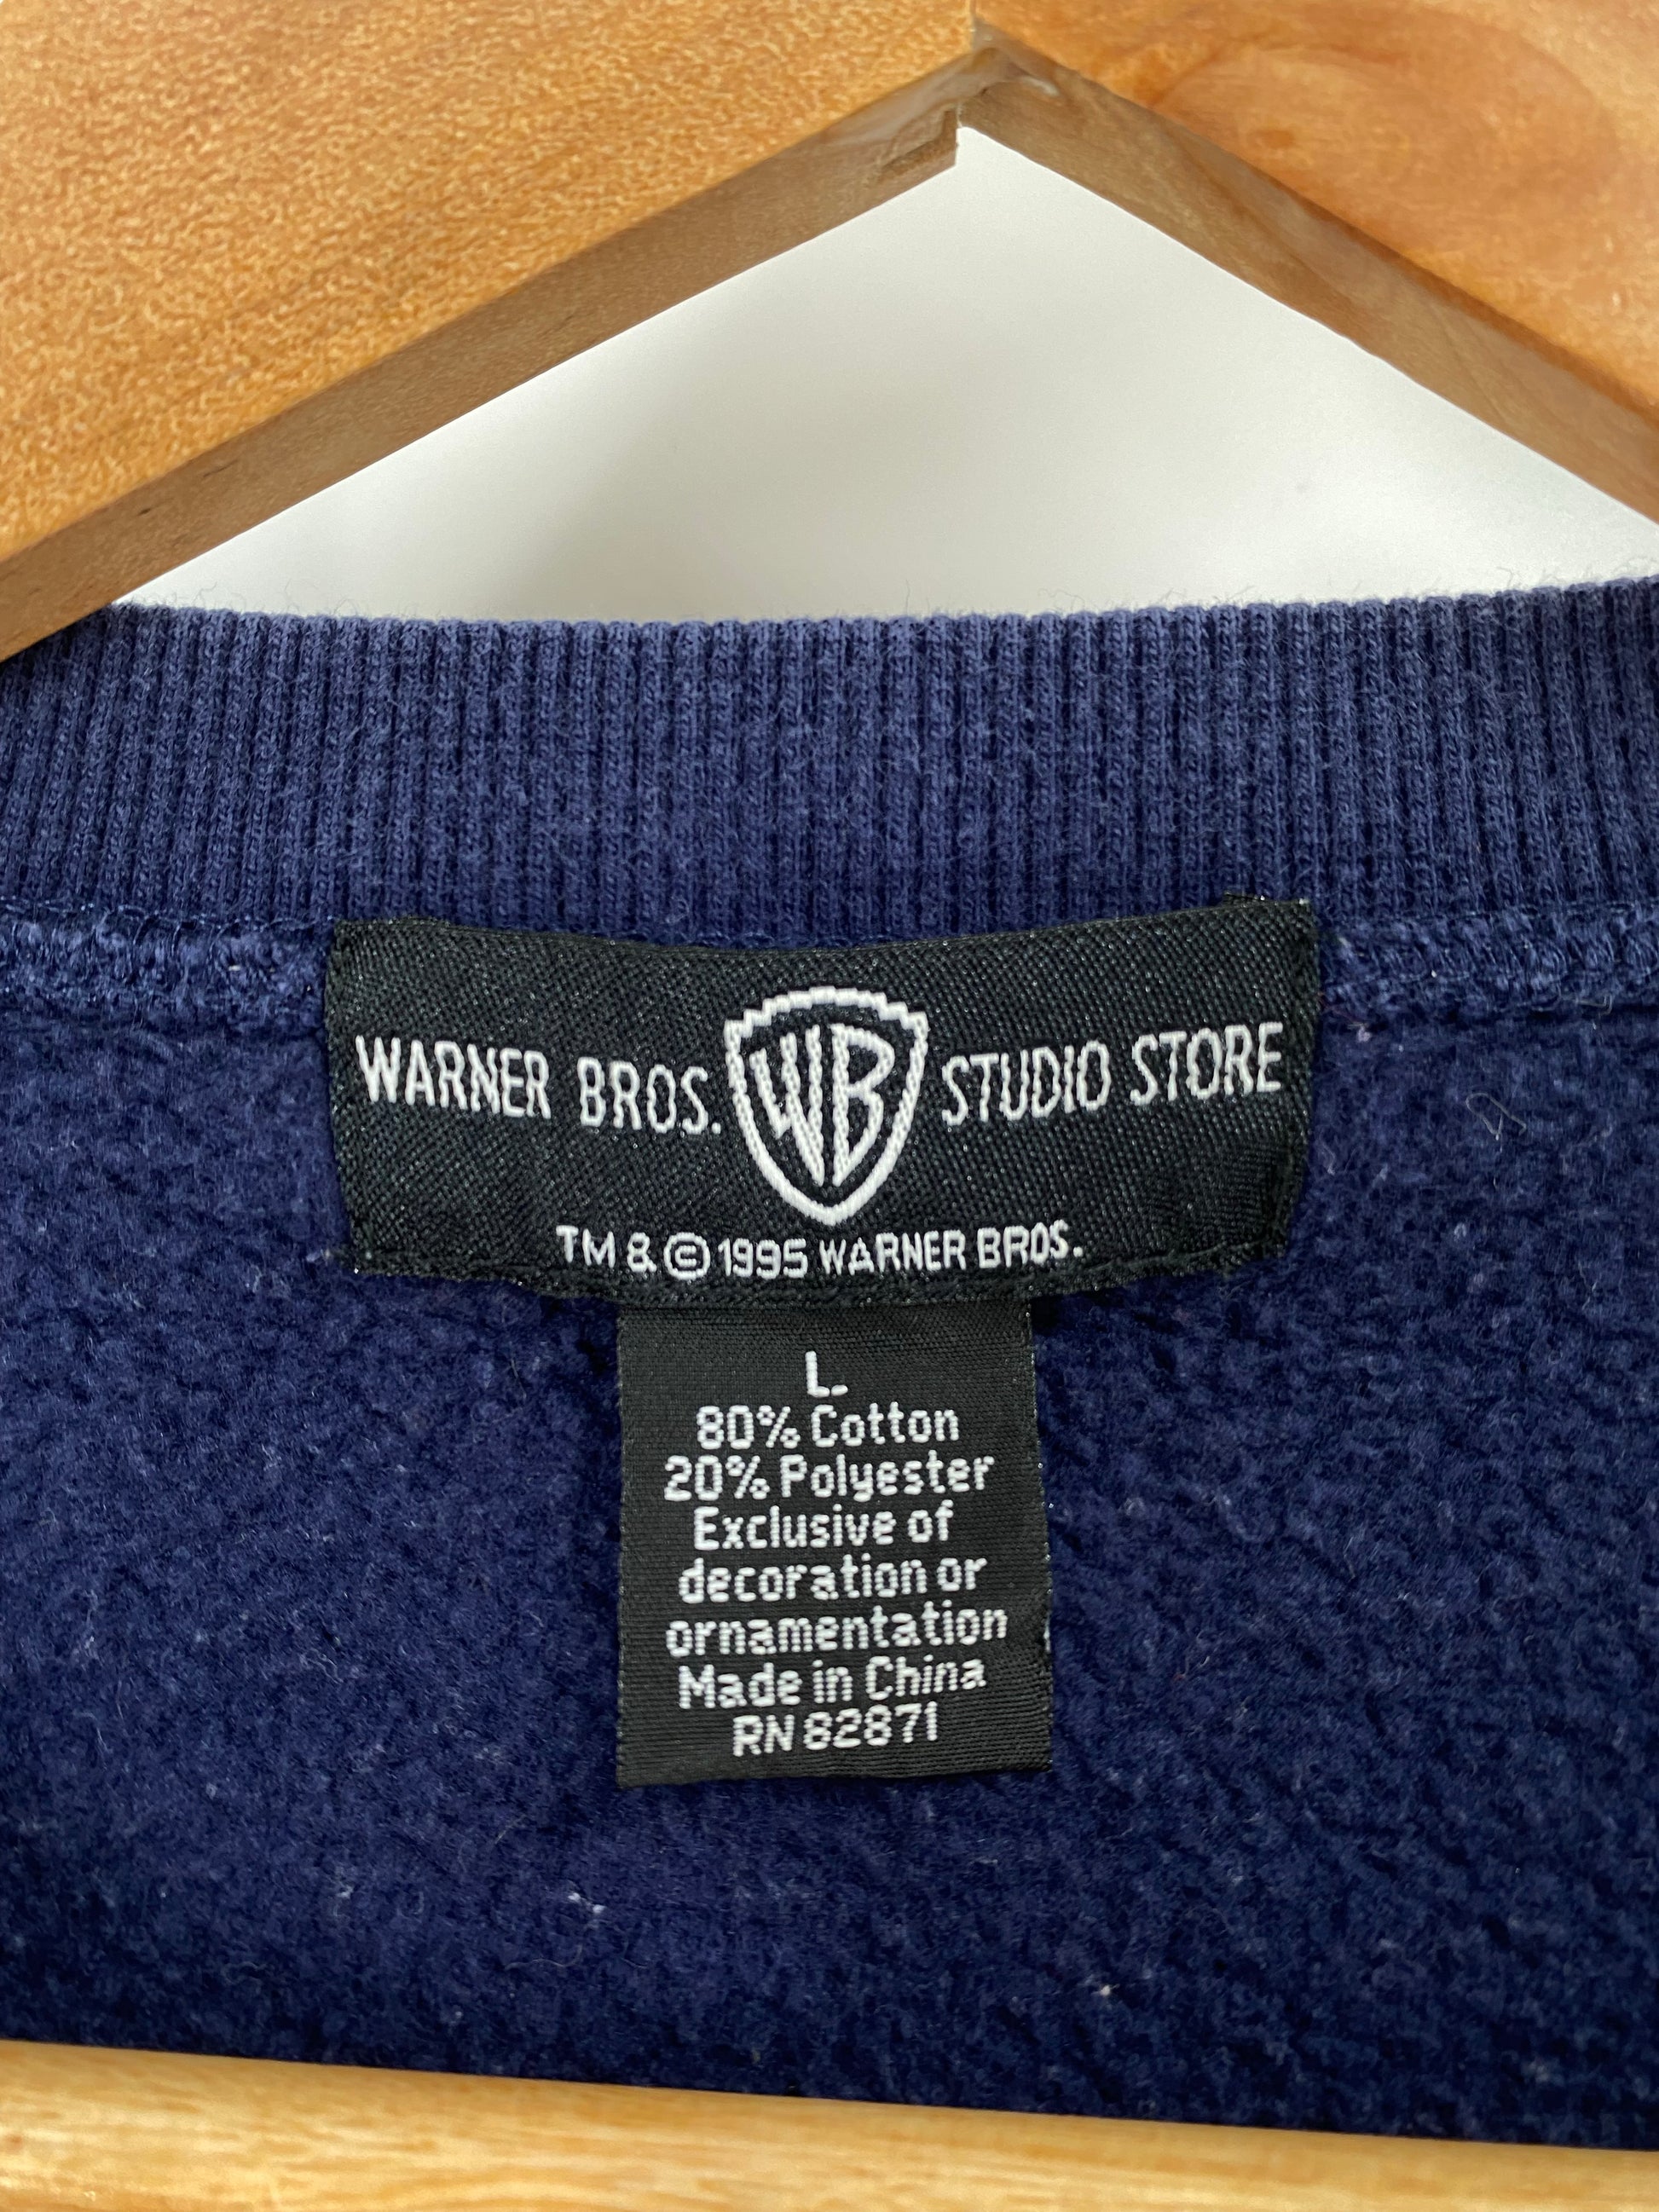 WARNER BROS. WB STUDIO STORE
TM & © 1995 WARNER BROS.
L.
80% Cotton
20% Polyester
Exclusive of
decoration or
ornamentation
Made in China
RN 82871